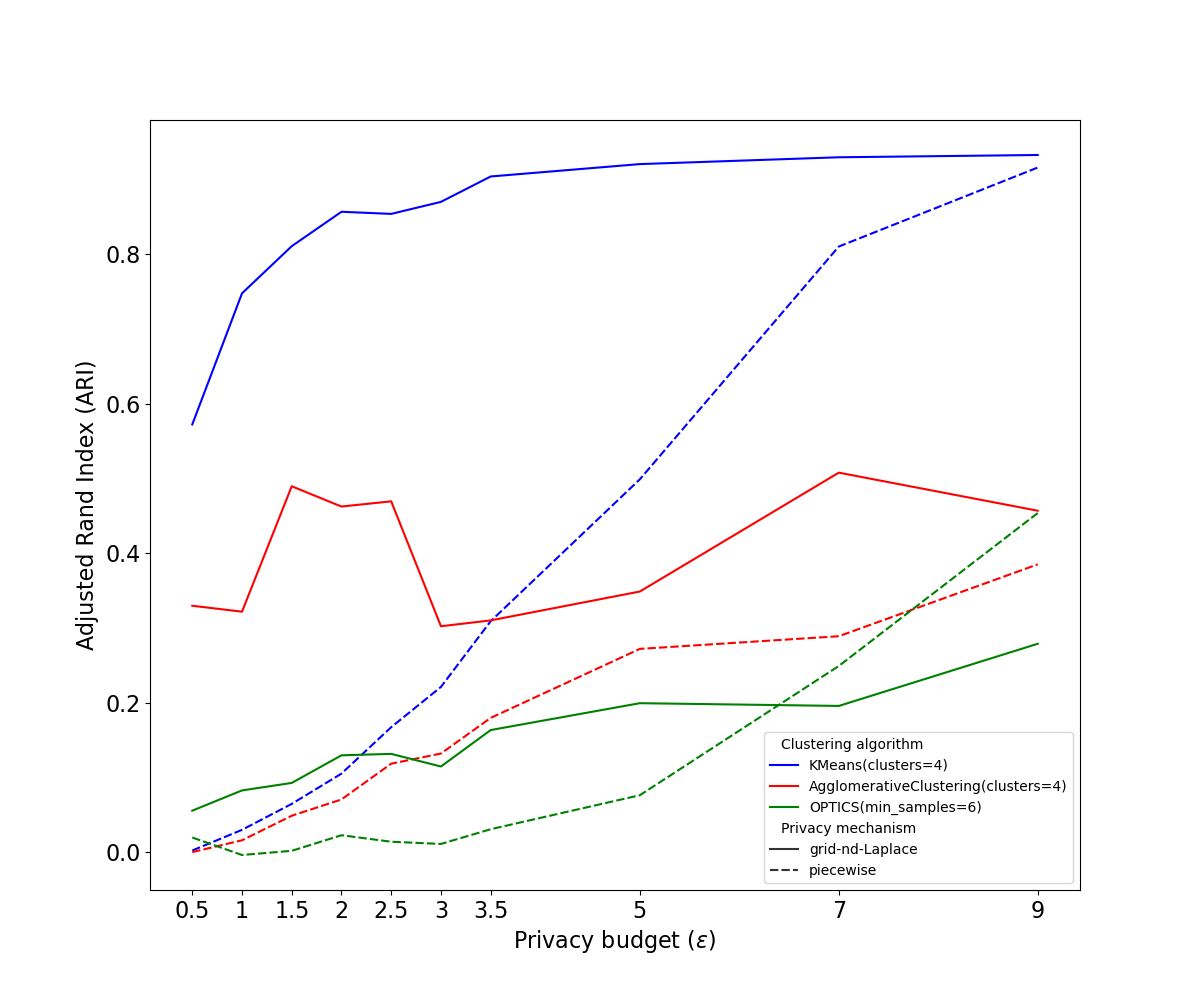 0.8
0.6
0.4
0.2
0.0
Adjusted Rand Index (ARI)
0.5 1 1.5 2 2.5 3 3.5 5 7 9
Privacy budget (ε)
Clustering algorithm
KMeans(clusters=4)
AgglomerativeClustering(clusters=4)
OPTICS(min_samples=6)
Privacy mechanism
grid-nd-Laplace
piecewise